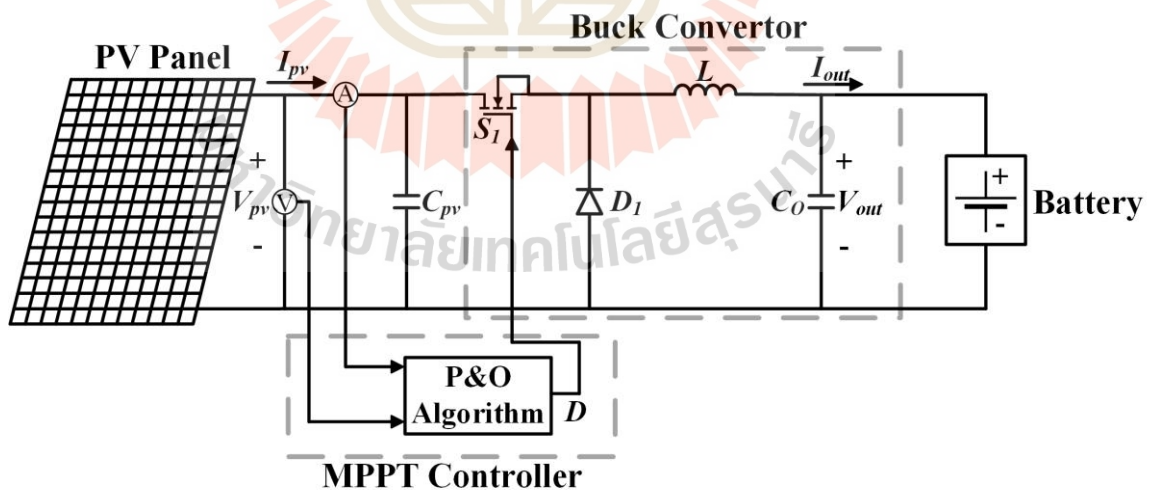 Buck Convertor
PV Panel
Ipv
A
S1
L
Iout
+
Vpv
V
-
Cpv
D1
CO
+
Vout
-
+
-
Battery
มหาวิทยาลัยเทคโนโลยีสุรนารี
P&O
Algorithm
D
MPPT Controller